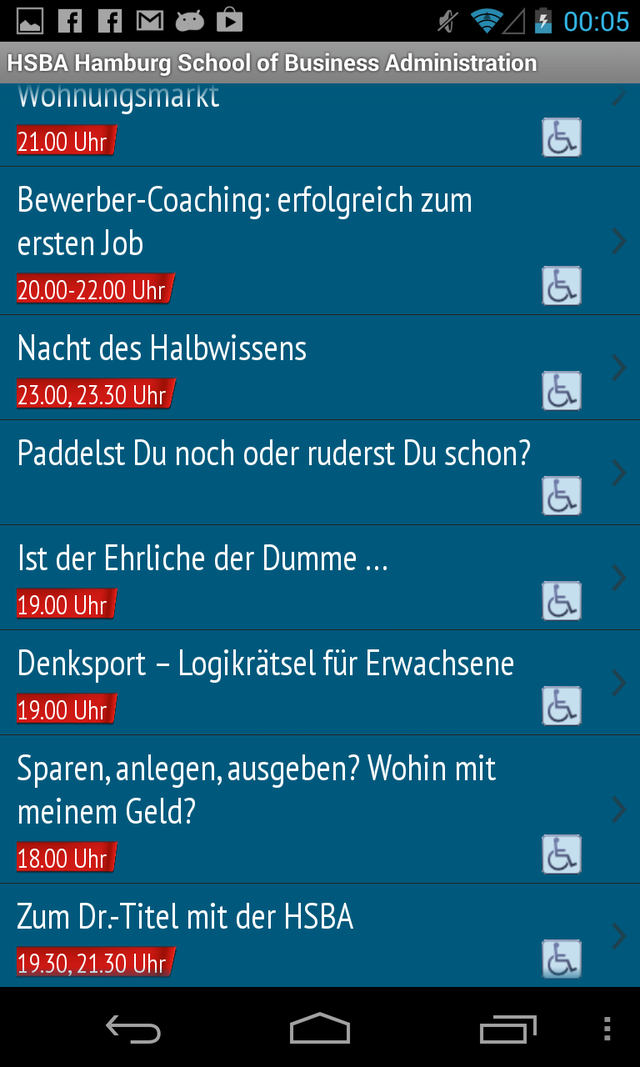 00:05
HSBA Hamburg School of Business Administration
Wohnungsmarkt
21.00 Uhr
Bewerber-Coaching: erfolgreich zum
ersten Job
20.00-22.00 Uhr
Nacht des Halbwissens
23.00, 23.30 Uhr
Paddelst Du noch oder ruderst Du schon?
Ist der Ehrliche der Dumme ...
19.00 Uhr
Denksport – Logikrätsel für Erwachsene
19.00 Uhr
Sparen, anlegen, ausgeben? Wohin mit
meinem Geld?
18.00 Uhr
Zum Dr.-Titel mit der HSBA
19.30, 21.30 Uhr